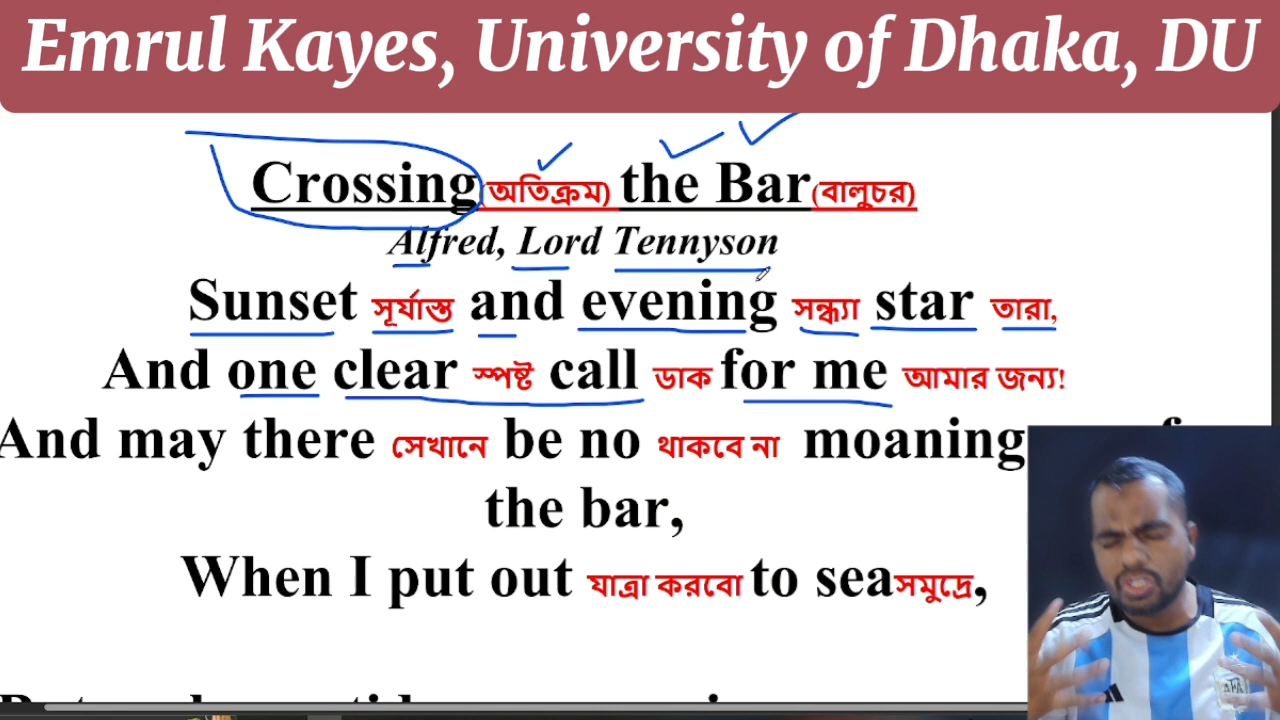 Emrul Kayes, University of Dhaka, DU
Crossing(অতিক্রম) the Bar(বালুচর)
Alfred, Lord Tennyson
Sunset সূর্যাস্ত and evening সন্ধ্যা star তারা,
And one clear স্পষ্ট call ডাক for me আমার জন্য!
And may there সেখানে be no থাকবে না moaning
the bar,
When I put out যাত্রা করবো to seaসমুদ্রে,